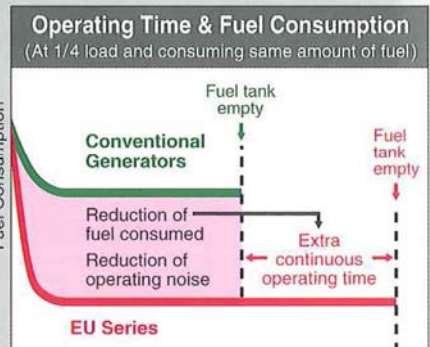 Operating Time & Fuel Consumption
(At 1/4 load and consuming same amount of fuel)
Fuel Consumption
Fuel tank
empty
Conventional
Generators
Fuel
tank
empty
Reduction of
fuel consumed
Reduction of
operating noise
Extra
continuous
operating time
EU Series